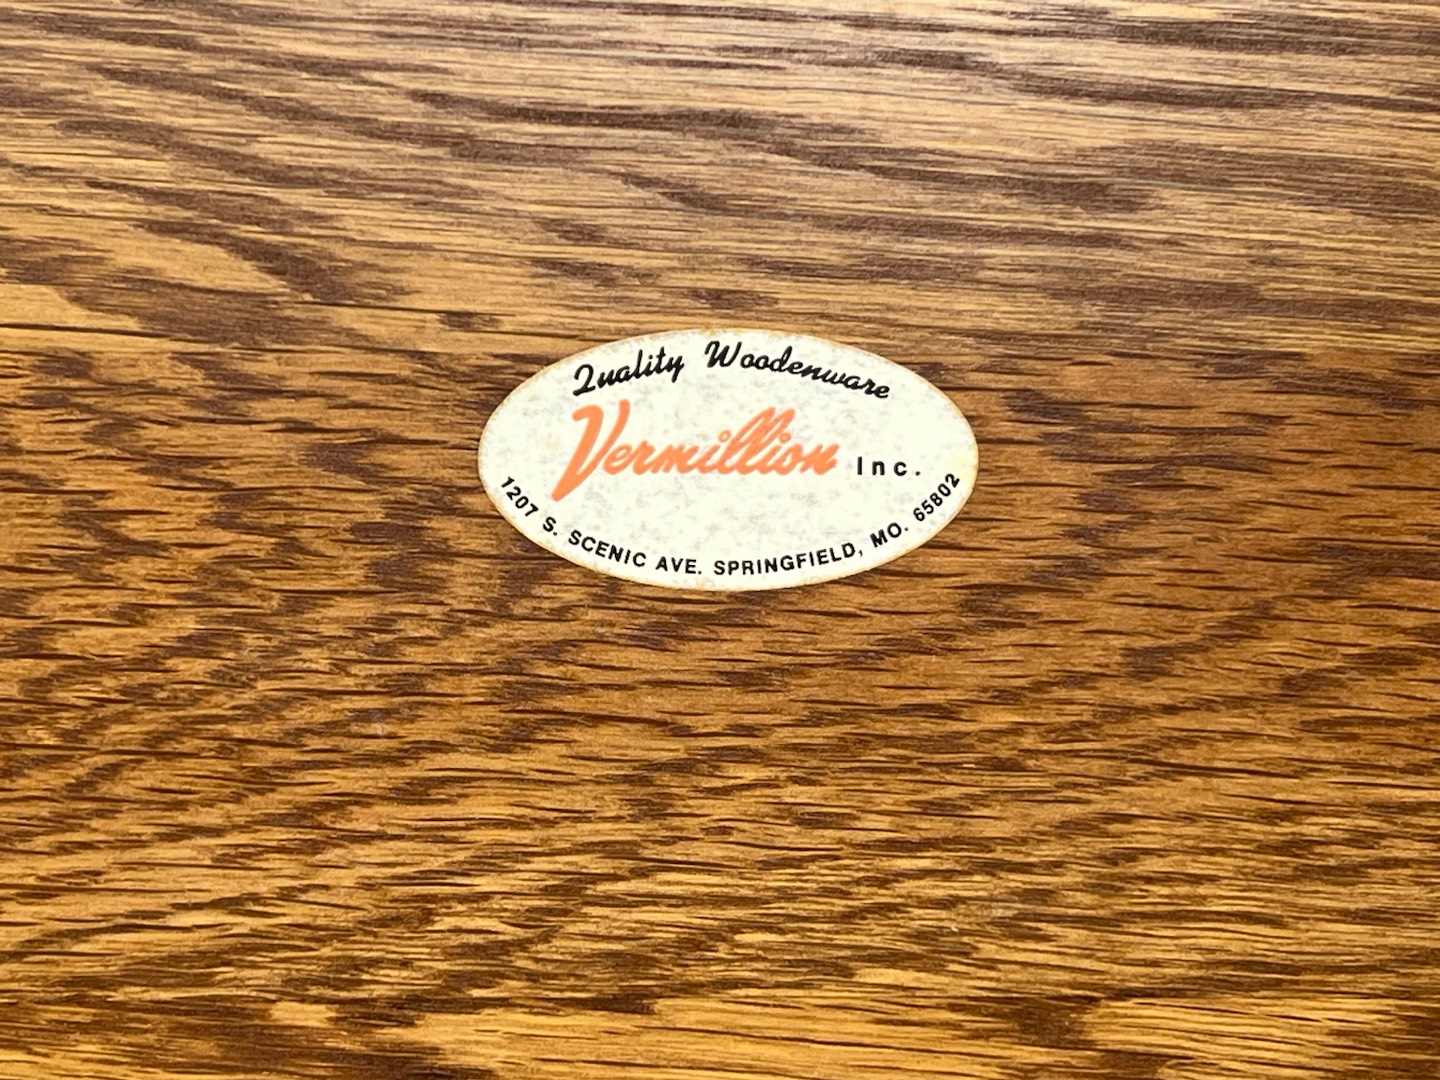 Quality Woodenware
Vermillion Inc.
1207 S. SCENIC AVE. SPRINGFIELD, MO. 65802